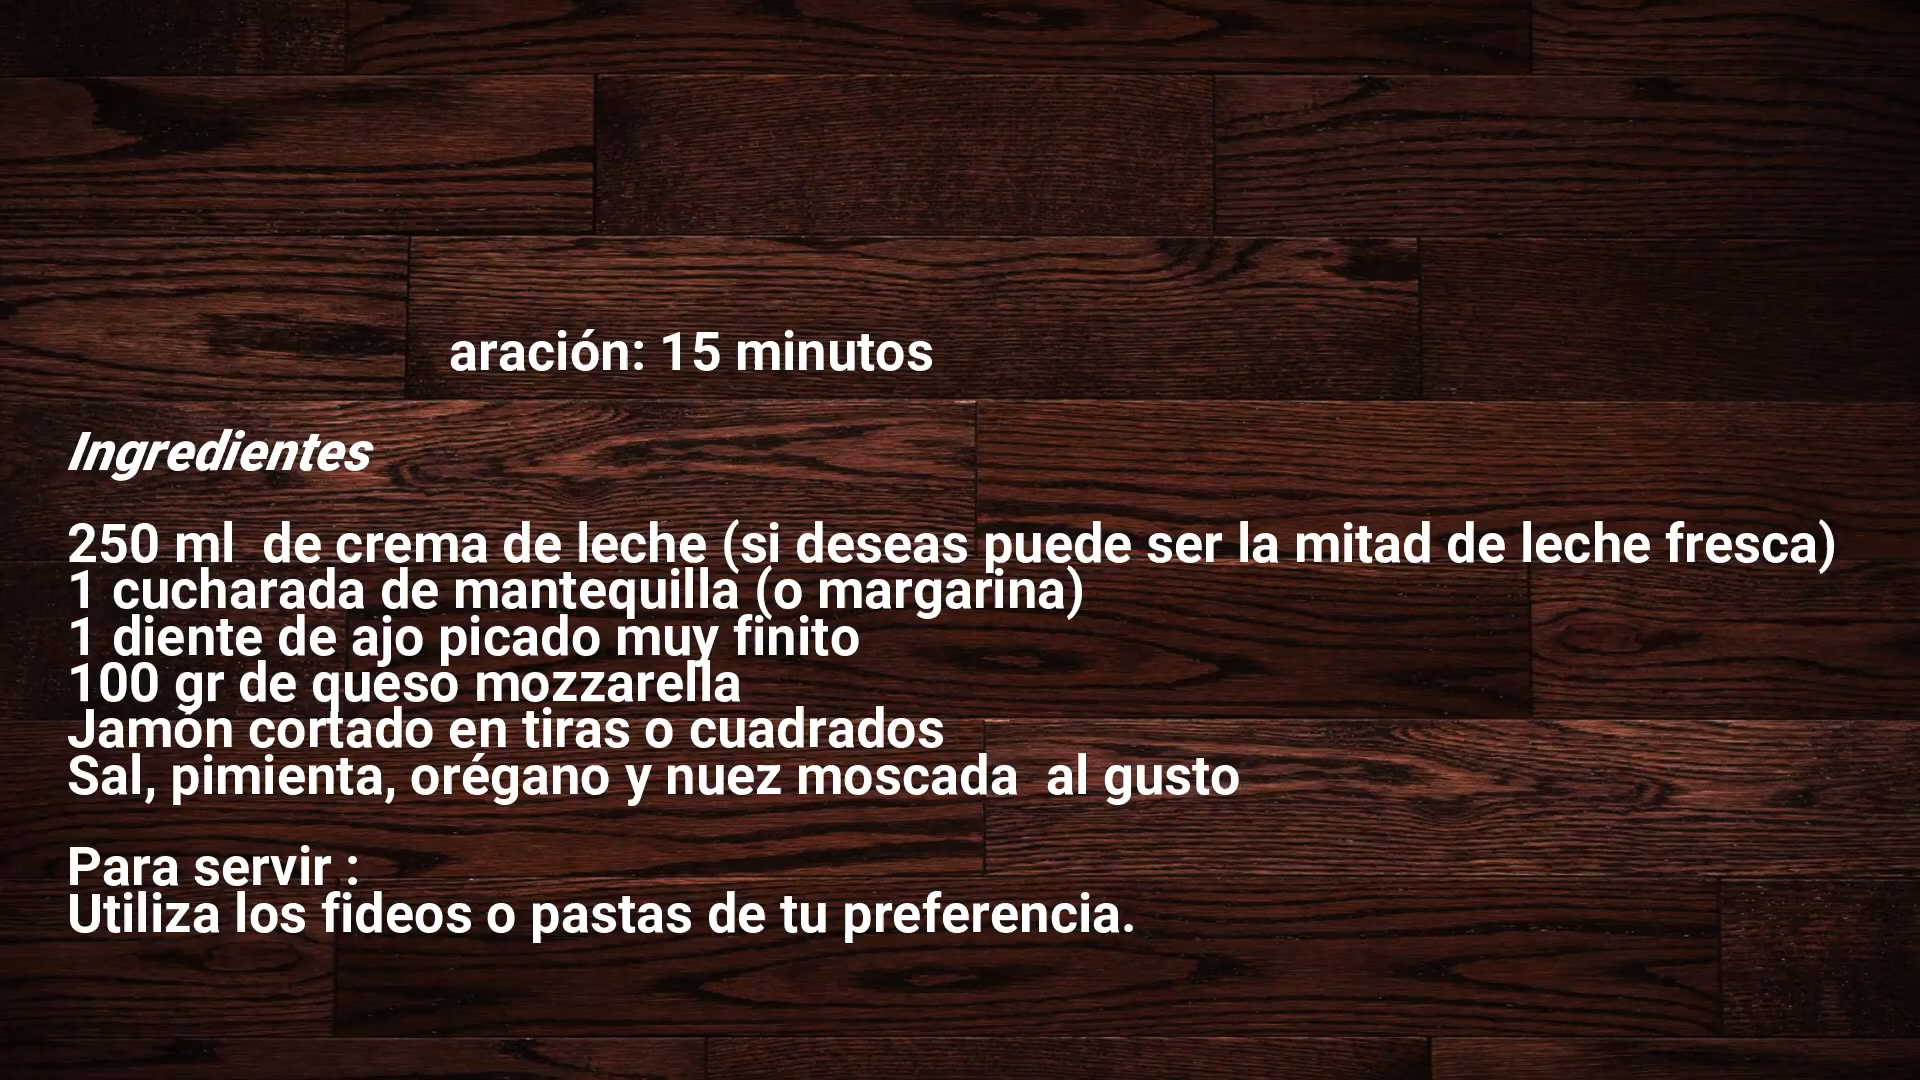 aración: 15 minutos
Ingredientes
250 ml  de crema de leche (si deseas puede ser la mitad de leche fresca)
1 cucharada de mantequilla (o margarina)
1 diente de ajo picado muy finito
100 gr de queso mozzarella
Jamón cortado en tiras o cuadrados
Sal, pimienta, orégano y nuez moscada  al gusto
Para servir :
Utiliza los fideos o pastas de tu preferencia.